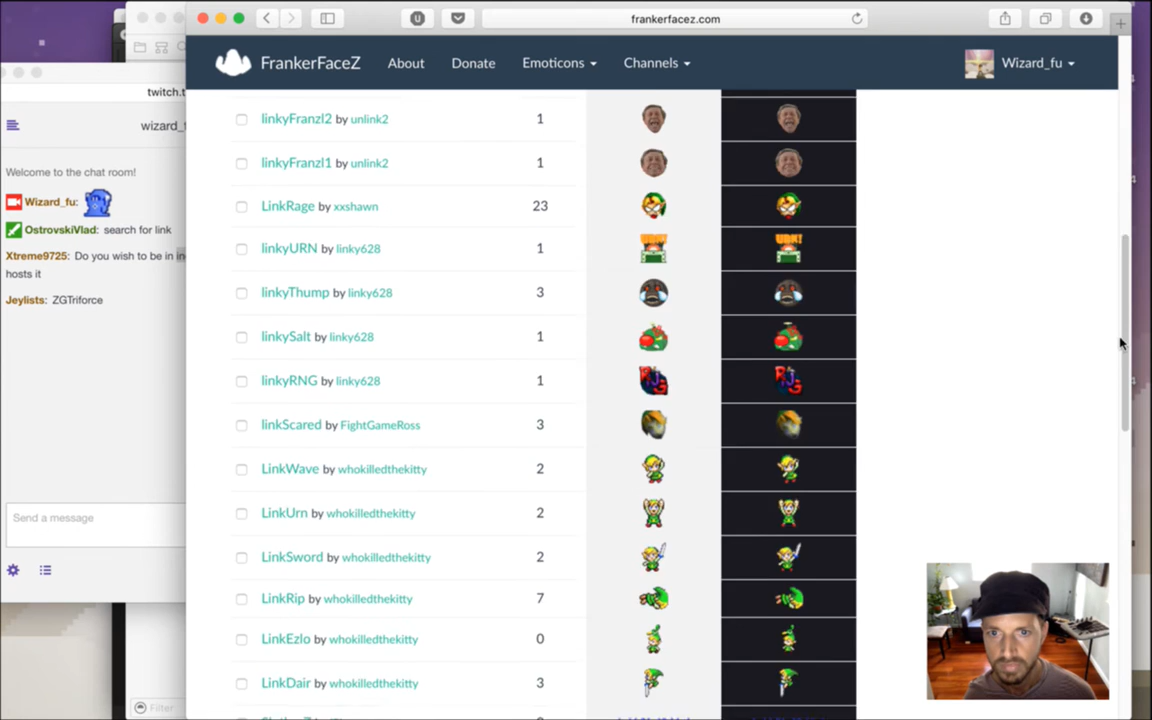 frankerfacez.com
FrankerFaceZ About Donate Emoticons Channels Wizard_fu
twitch.t
wizard_f
Welcome to the chat room!
Wizard_fu:
OstrovskiVlad: search for link
Xtreme9725: Do you wish to be in in
hosts it
Jeylists: ZGTriforce
Send a message
Filter
linkyFranzl2 by unlink2 1
linkyFranzl1 by unlink2 1
LinkRage by xxshawn 23
linkyURN by linky628 1
URN!
linkyThump by linky628 3
linkySalt by linky628 1
linkyRNG by linky628 1
linkScared by FightGameRoss 3
LinkWave by whokilledthekitty 2
LinkUrn by whokilledthekitty 2
LinkSword by whokilledthekitty 2
LinkRip by whokilledthekitty 7
LinkEzlo by whokilledthekitty 0
LinkDair by whokilledthekitty 3